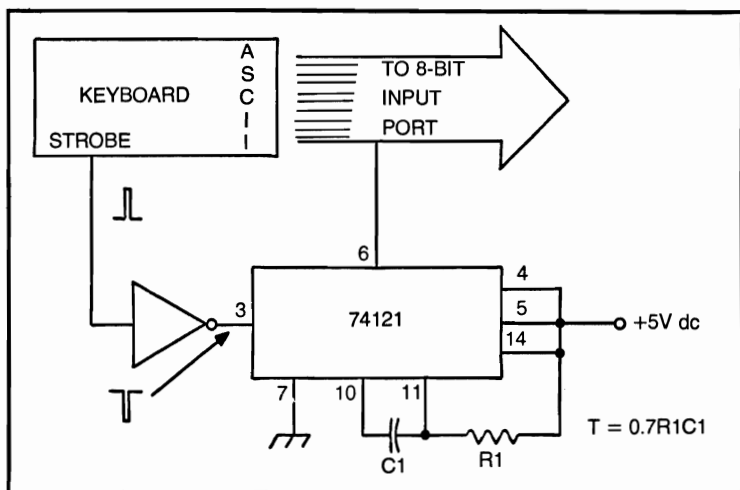 KEYBOARD
A
S
C
I
I
STROBE
TO 8-BIT
INPUT
PORT
6
3
74121
4
5
14
+5V dc
7
10
11
C1
R1
T = 0.7R1C1